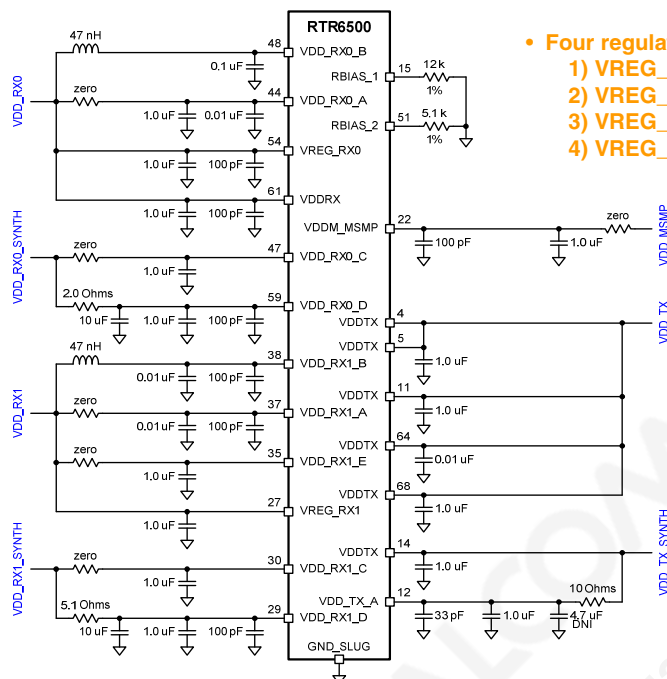 RTR6500
47 nH
48
VDD_RX0_B
0.1 uF
VDD_RX0
zero
44
VDD_RX0_A
1.0 uF
0.01 uF
54
VREG_RX0
1.0 uF
100 pF
61
VDDRX
1.0 uF
100 pF
VDD_RX0_SYNTH
zero
47
VDD_RX0_C
1.0 uF
2.0 Ohms
59
VDD_RX0_D
10 uF
1.0 uF
100 pF
47 nH
38
VDD_RX1_B
0.01 uF
100 pF
VDD_RX1
zero
37
VDD_RX1_A
0.01 uF
100 pF
zero
35
VDD_RX1_E
1.0 uF
27
VREG_RX1
1.0 uF
VDD_RX1_SYNTH
zero
30
VDD_RX1_C
1.0 uF
5.1 Ohms
29
VDD_RX1_D
10 uF
1.0 uF
100 pF
GND_SLUG
RBIAS_1
15
12 k
1%
RBIAS_2
51
5.1 k
1%
VDDM_MSMP
22
100 pF
1.0 uF
zero
VDD_MSMP
VDDTX
4
VDD_TX
VDDTX
5
1.0 uF
VDDTX
11
1.0 uF
VDDTX
64
0.01 uF
VDDTX
68
1.0 uF
VDDTX
14
1.0 uF
VDD_TX_SYNTH
VDD_TX_A
12
33 pF
1.0 uF
10 Ohms
4.7 uF
DNI
• Four regula
1) VREG_
2) VREG_
3) VREG_
4) VREG_